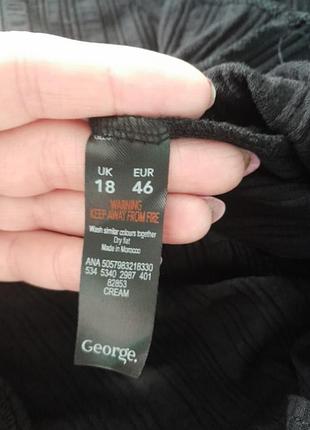 UK EUR
18 46
WARNING
KEEP AWAY FROM FIRE
Wash similar colours together
Dry flat
Made in Morocco
ANA 5057983218330
534 5340 2987 401
82853
CREAM
George.